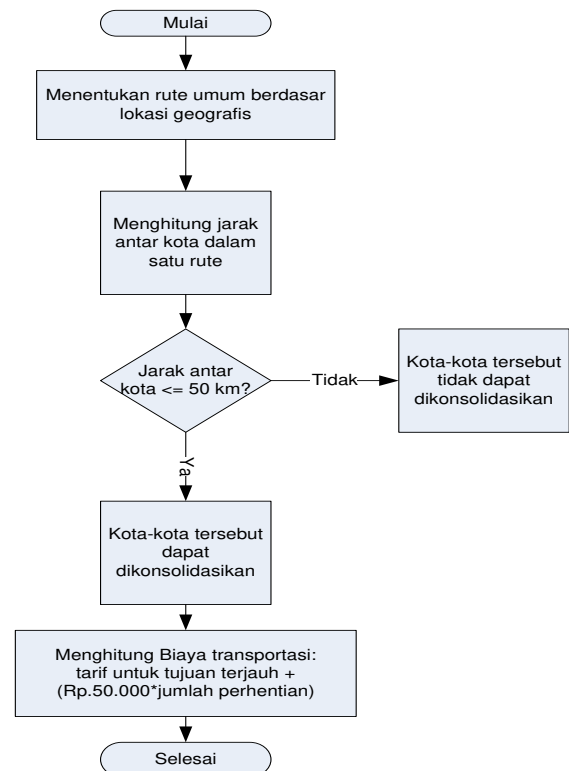 Mulai
Menentukan rute umum berdasar
lokasi geografis
Menghitung jarak
antar kota dalam
satu rute
Jarak antar
kota <= 50 km?
Tidak
Kota-kota tersebut
tidak dapat
dikonsolidasikan
Ya
Kota-kota tersebut
dapat
dikonsolidasikan
Menghitung Biaya transportasi:
tarif untuk tujuan terjauh +
(Rp.50.000*jumlah perhentian)
Selesai